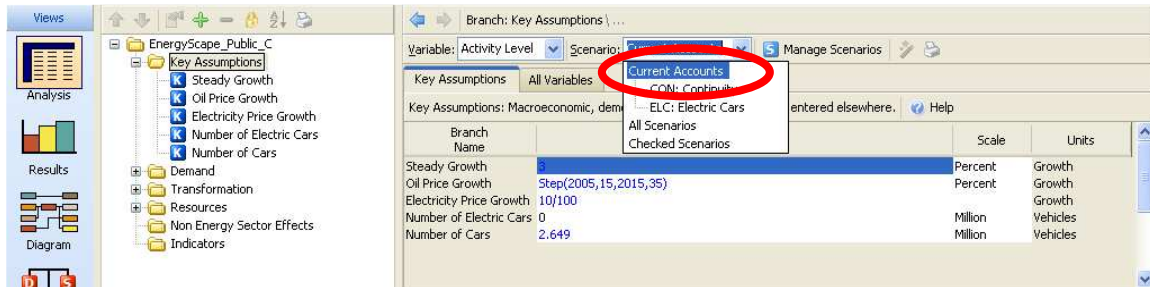 Views
Analysis
Results
Diagram
EnergyScape_Public_C
Key Assumptions
K Steady Growth
K Oil Price Growth
K Electricity Price Growth
K Number of Electric Cars
K Number of Cars
Demand
Transformation
Resources
Non Energy Sector Effects
Indicators
Branch: Key Assumptions\ ...
Variable: Activity Level Scenario: S Manage Scenarios
Current Accounts
CON: Continuity
ELC: Electric Cars
All Scenarios
Checked Scenarios
Key Assumptions All Variables
Key Assumptions: Macroeconomic, entered elsewhere. Help
Branch Name Scale Units
Steady Growth 3 Percent Growth
Oil Price Growth Step(2005,15,2015,35) Percent Growth
Electricity Price Growth 10/100 Growth
Number of Electric Cars 0 Million Vehicles
Number of Cars 2.649 Million Vehicles
D S